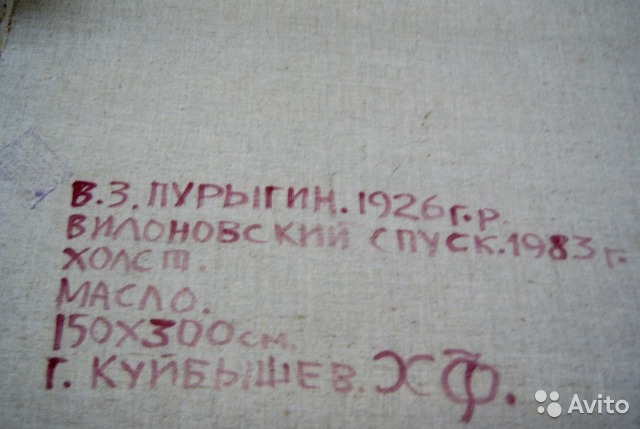 В.З.ПУРЫГИН.1926г.р.
ВИЛОНОВСКИЙ СПУСК.1983г.
ХОЛСТ.
МАСЛО.
150Х300см.
г. КУЙБЫШЕВ. ХФ.
Avito